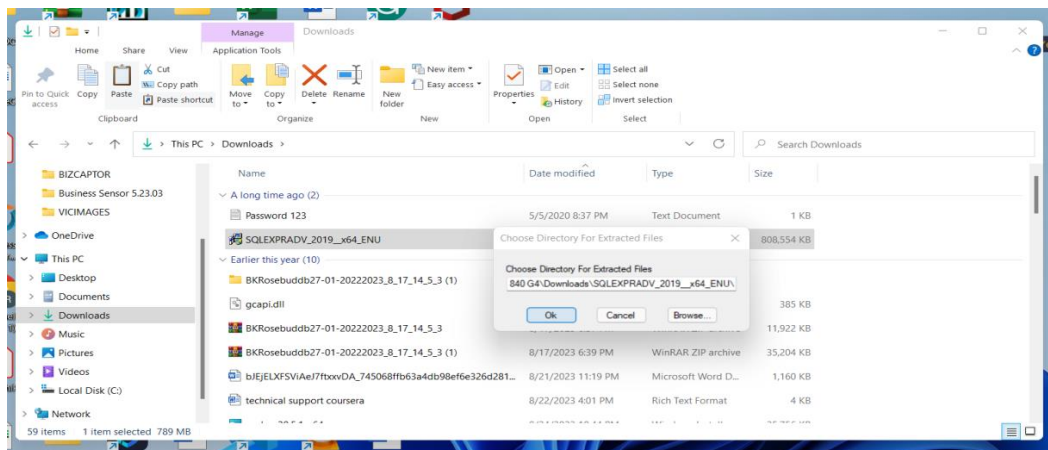 Manage Downloads
Home Share View Application Tools
Pin to Quick access
Copy
Paste
Cut
Copy path
Paste shortcut
Clipboard
Move to
Copy to
Delete
Rename
Organize
New folder
New item
Easy access
New
Properties
Open
Edit
History
Open
Select all
Select none
Invert selection
Select
This PC > Downloads >
Search Downloads
BIZCAPTOR
Business Sensor 5.23.03
VICIMAGES
OneDrive
This PC
Desktop
Documents
Downloads
Music
Pictures
Videos
Local Disk (C:)
Network
Name Date modified Type Size
A long time ago (2)
Password 123 5/5/2020 8:37 PM Text Document 1 KB
SQLEXPRADV_2019__x64_ENU 808,554 KB
Earlier this year (10)
BKRosebuddb27-01-20222023_8_17_14_5_3 (1)
gcapi.dll 385 KB
BKRosebuddb27-01-20222023_8_17_14_5_3 11,922 KB
BKRosebuddb27-01-20222023_8_17_14_5_3 (1) 8/17/2023 6:39 PM WinRAR ZIP archive 35,204 KB
8/21/2023 11:19 PM Microsoft Word D... 1,160 KB
technical support coursera 8/22/2023 4:01 PM Rich Text Format 4 KB
Choose Directory For Extracted Files
Choose Directory For Extracted Files
840 G4\Downloads\SQLEXPRADV_2019__x64_ENU\
Ok Cancel Browse...
59 items 1 item selected 789 MB